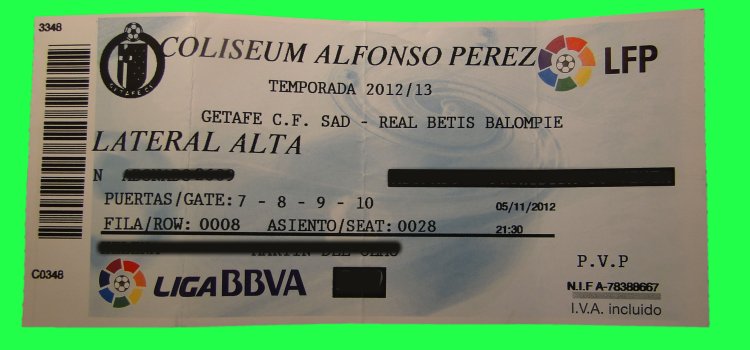 3348
COLISEUM ALFONSO PEREZ LFP
TEMPORADA 2012/13
GETAFE C.F. SAD - REAL BETIS BALOMPIE
LATERAL ALTA
N
PUERTAS/GATE: 7 - 8 - 9 - 10 05/11/2012
FILA/ROW: 0008 ASIENTO/SEAT: 0028 21:30
C0348
LIGA BBVA
P.V.P
N.I.F A-78388667
I.V.A. incluido
GETAFE CF